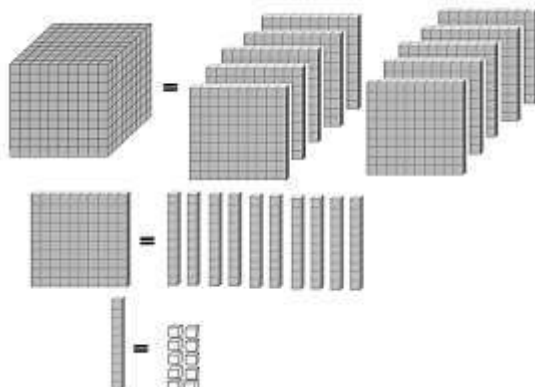 =
=
=